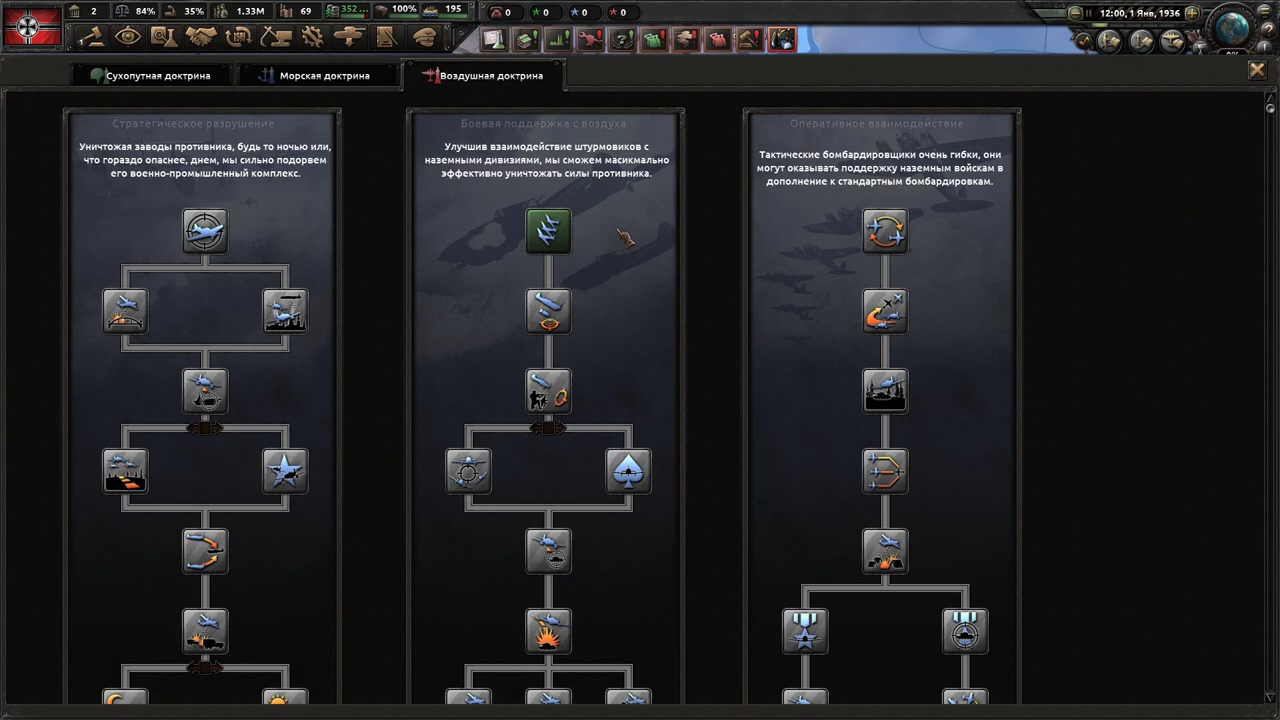 2 84% 35% 1.33M 69 352... 100% 195 0 0 0 0 12:00, 1 Янв, 1936
Сухопутная доктрина Морская доктрина Воздушная доктрина
Стратегическое разрушение
Уничтожая заводы противника, будь то ночью или,
что гораздо опаснее, днем, мы сильно подорвем
его военно-промышленный комплекс.
Боевая поддержка с воздуха
Улучшив взаимодействие штурмовиков с
наземными дивизиями, мы сможем масикмально
эффективно уничтожать силы противника.
Оперативное взаимодействие
Тактические бомбардировщики очень гибки, они
могут оказывать поддержку наземным войскам в
дополнение к стандартным бомбардировкам.